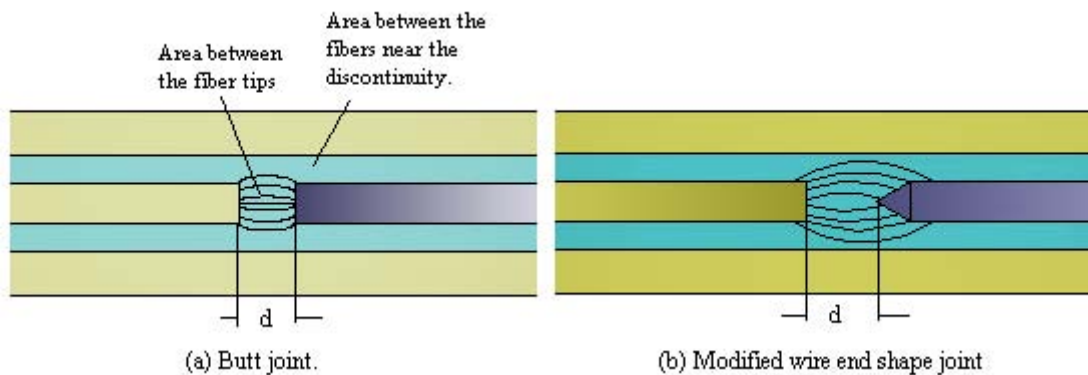 Area between
the fiber tips
Area between the
fibers near the
discontinuity.
d
d
(a) Butt joint.
(b) Modified wire end shape joint